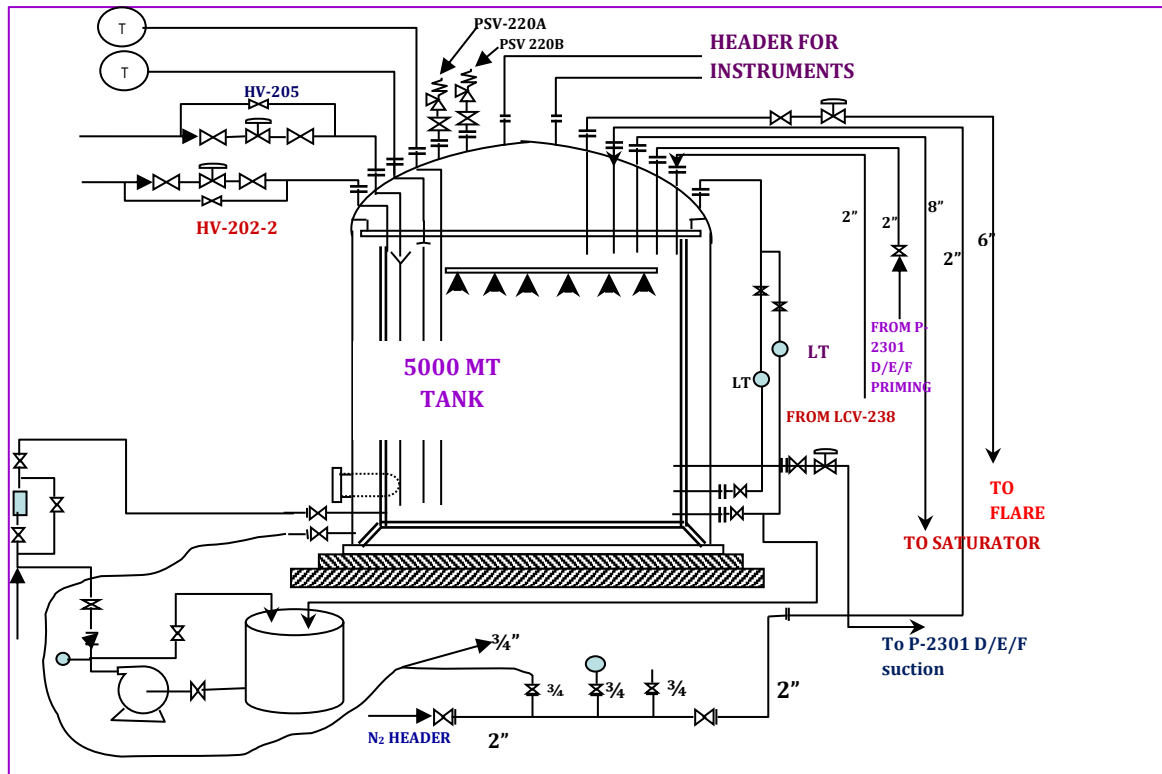 T
T
PSV-220A
PSV 220B
HEADER FOR
INSTRUMENTS
HV-205
HV-202-2
2”
2”
8”
2”
6”
FROM P-
2301
D/E/F
PRIMING
LT
LT
5000 MT
TANK
FROM LCV-238
TO
FLARE
TO SATURATOR
To P-2301 D/E/F
suction
¾”
¾
¾
¾
2”
N₂ HEADER
2”